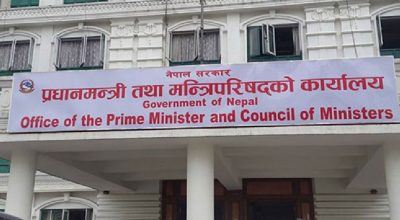 नेपाल सरकार
प्रधानमन्त्री तथा मन्त्रिपरिषद्को कार्यालय
Government of Nepal
Office of the Prime Minister and Council of Ministers